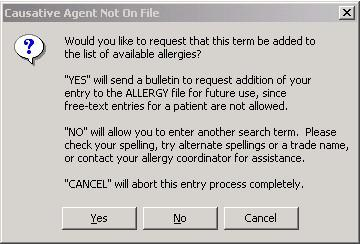 Causative Agent Not On File
Would you like to request that this term be added to
the list of available allergies?
"YES" will send a bulletin to request addition of your
entry to the ALLERGY file for future use, since
free-text entries for a patient are not allowed.
"NO" will allow you to enter another search term.  Please
check your spelling, try alternate spellings or a trade name,
or contact your allergy coordinator for assistance.
"CANCEL" will abort this entry process completely.
Yes
No
Cancel